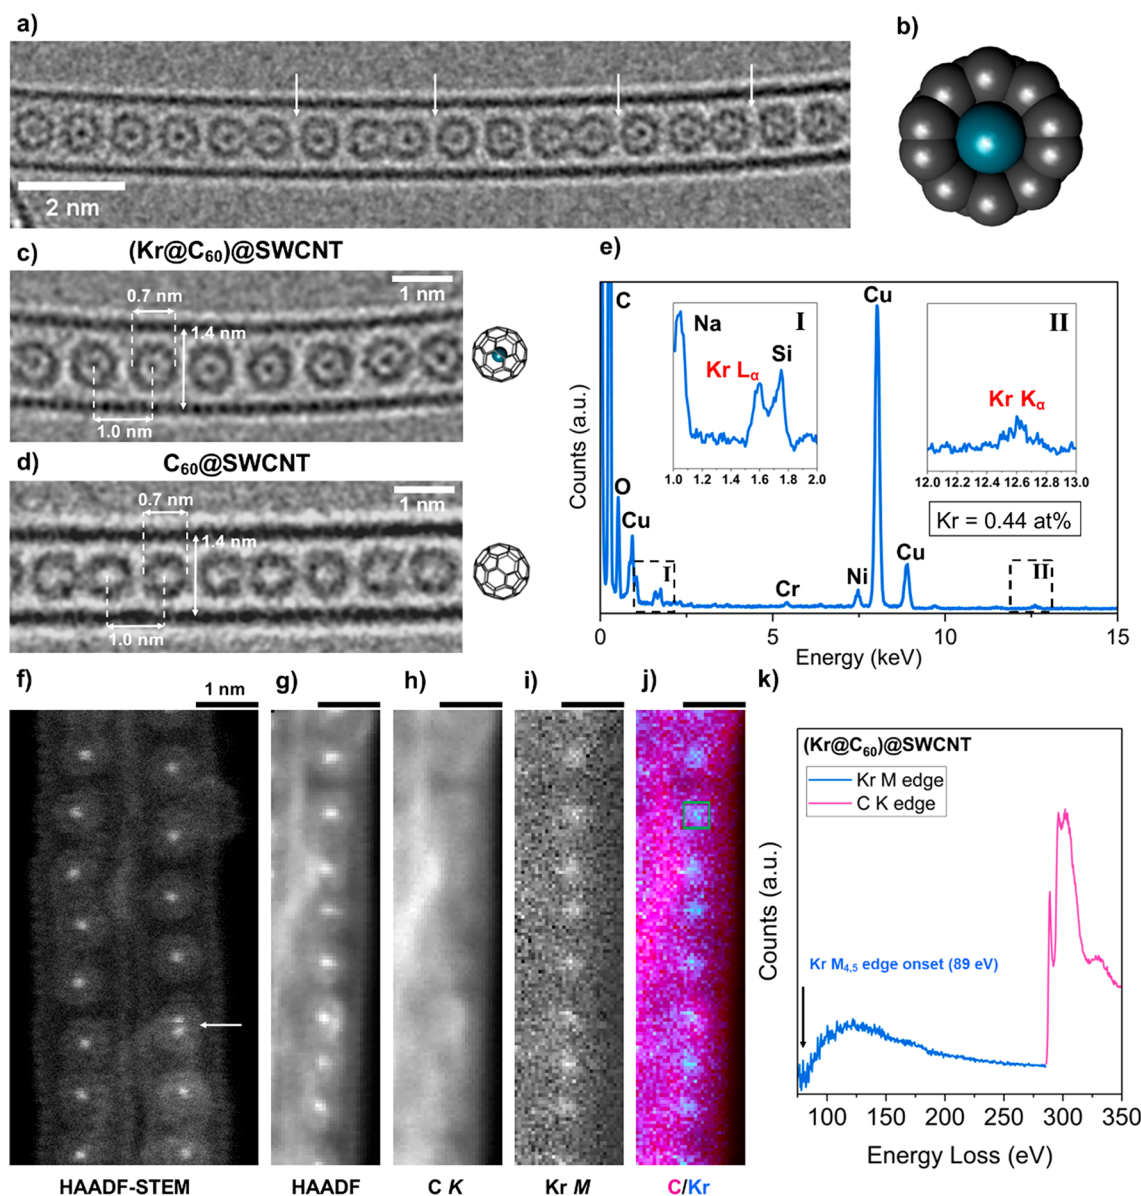 a)
2 nm
b)
c)
(Kr@C60)@SWCNT
1 nm
0.7 nm
1.4 nm
1.0 nm
d)
C60@SWCNT
1 nm
0.7 nm
1.4 nm
1.0 nm
e)
Counts (a.u.)
C
O
Cu
I
Cr
Ni
Cu
Cu
II
Na
I
Kr Lα
Si
1.0 1.2 1.4 1.6 1.8 2.0
II
Kr Kα
12.0 12.2 12.4 12.6 12.8 13.0
Kr = 0.44 at%
0 5 10 15
Energy (keV)
f)
1 nm
HAADF-STEM
g)
HAADF
h)
C K
i)
Kr M
j)
C/Kr
k)
(Kr@C60)@SWCNT
Kr M edge
C K edge
Counts (a.u.)
Kr M4,5 edge onset (89 eV)
100 150 200 250 300 350
Energy Loss (eV)